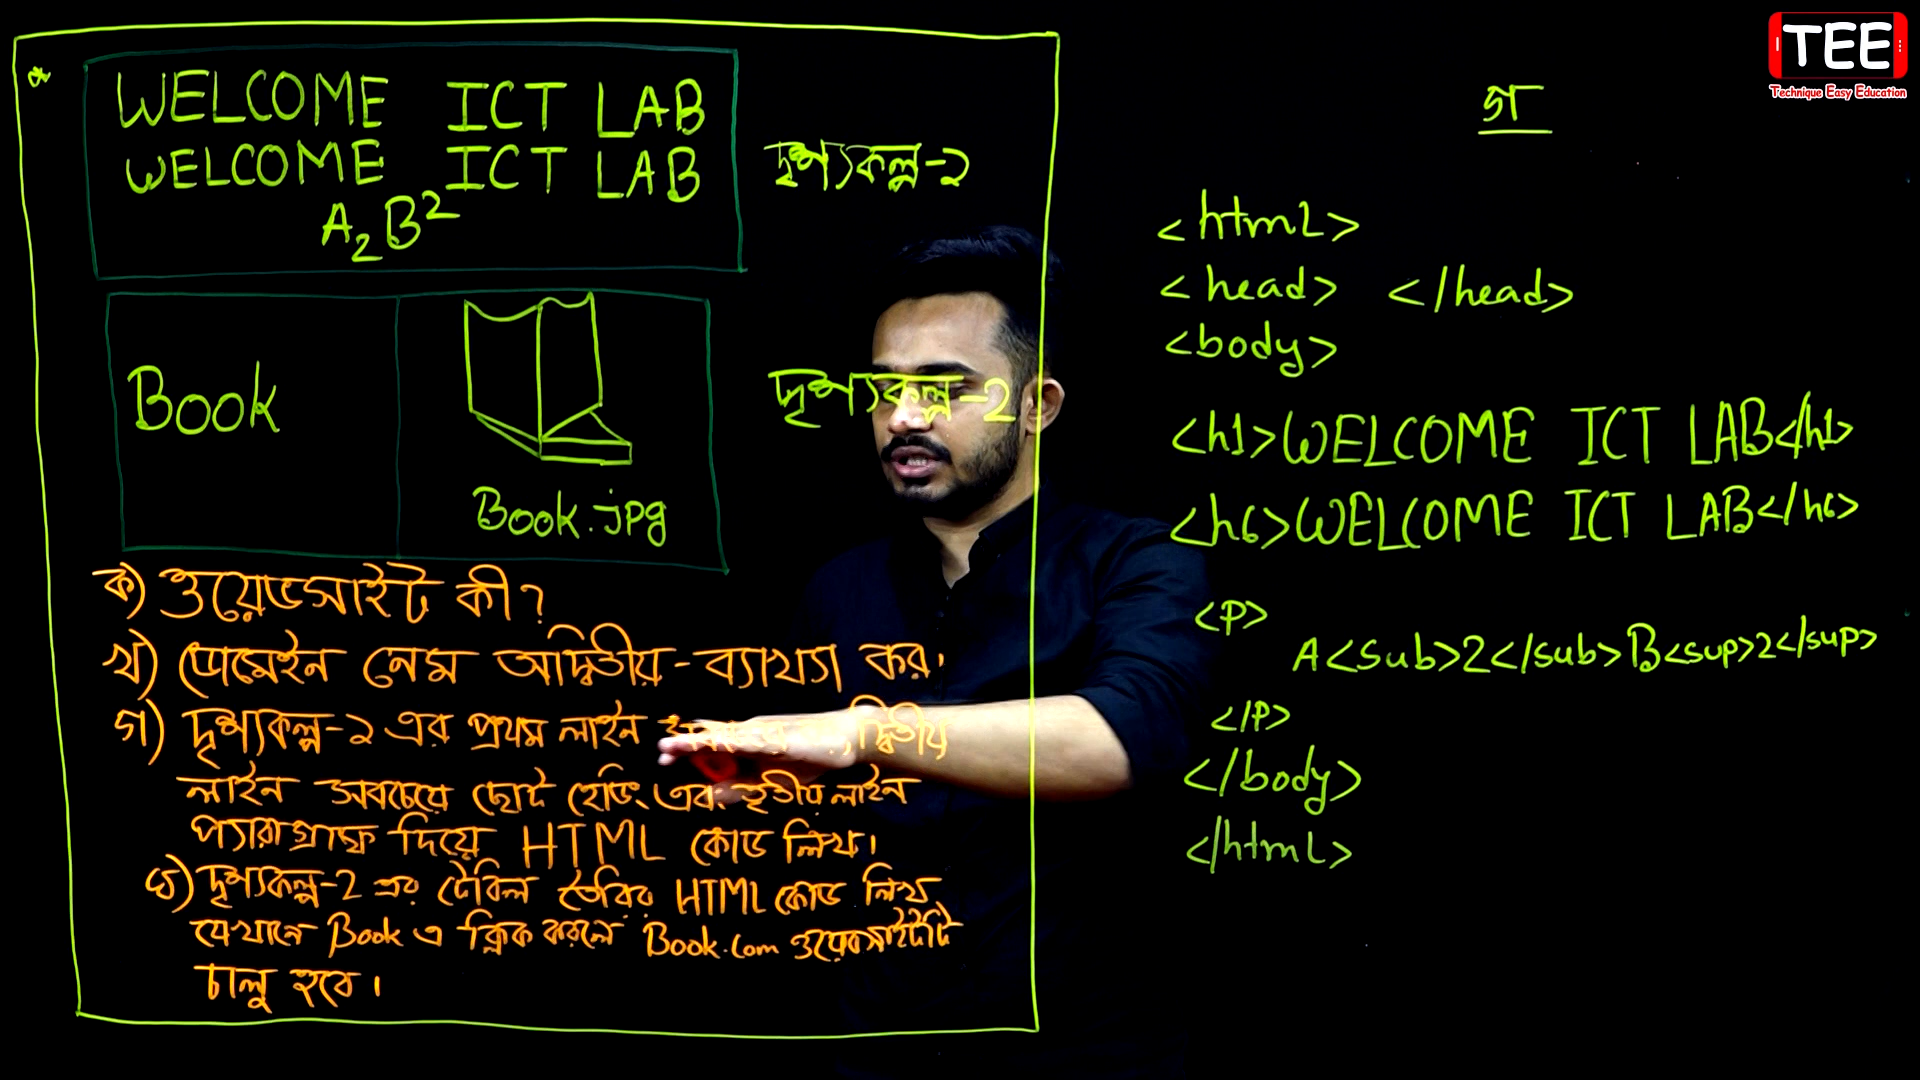 WELCOME ICT LAB
WELCOME ICT LAB
A₂B²
দৃশ্যকল্প-১
Book
Book.jpg
দৃশ্যকল্প-2
ক) ওয়েভসাইট কী?
খ) ডোমেইন নেম অদ্বিতীয়-ব্যাখ্যা কর।
গ) দৃশ্যকল্প-১ এর প্রথম লাইন দ্বিতীয়
লাইন সবচেয়ে ছোট হেডিং এবং তৃতীয় লাইন
প্যারাগ্রাফ দিয়ে HTML কোড লিখ।
ঘ) দৃশ্যকল্প-2 এর টেবিল তৈরির HTML কোড লিখ
যেখানে Book এ ক্লিক করলে Book.com ওয়েবসাইটটি
চালু হবে।
গ
<html>
<head> </head>
<body>
<h1>WELCOME ICT LAB</h1>
<h6>WELCOME ICT LAB</h6>
<p>
A<sub>2</sub>B<sup>2</sup>
</p>
</body>
</html>
TEE
Technique Easy Education